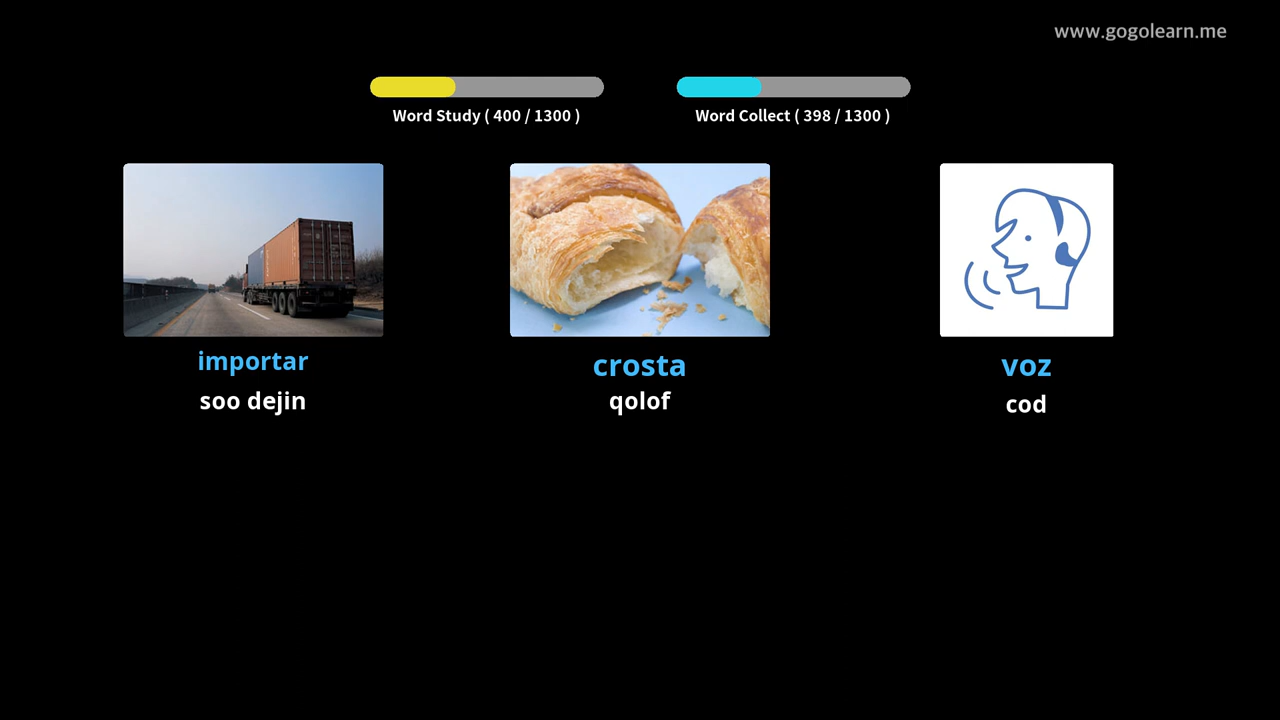 www.gogolearn.me
Word Study ( 400 / 1300 )
Word Collect ( 398 / 1300 )
importar
soo dejin
crosta
qolof
voz
cod